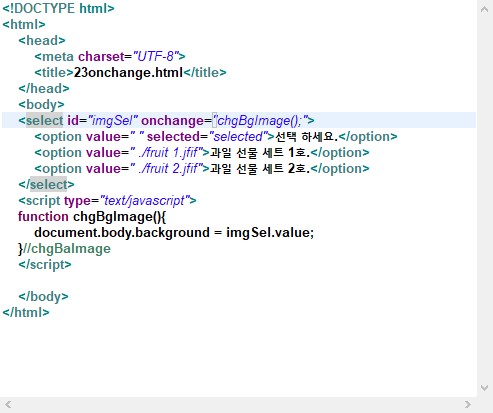 <!DOCTYPE html>
<html>
<head>
<meta charset="UTF-8">
<title>23onchange.html</title>
</head>
<body>
<select id="imgSel" onchange="chgBgImage();">
<option value=" " selected="selected">선택 하세요.</option>
<option value=" ./fruit 1.jfif">과일 선물 세트 1호.</option>
<option value=" ./fruit 2.jfif">과일 선물 세트 2호.</option>
</select>
<script type="text/javascript">
function chgBgImage(){
document.body.background = imgSel.value;
}//chgBaImage
</script>
</body>
</html>